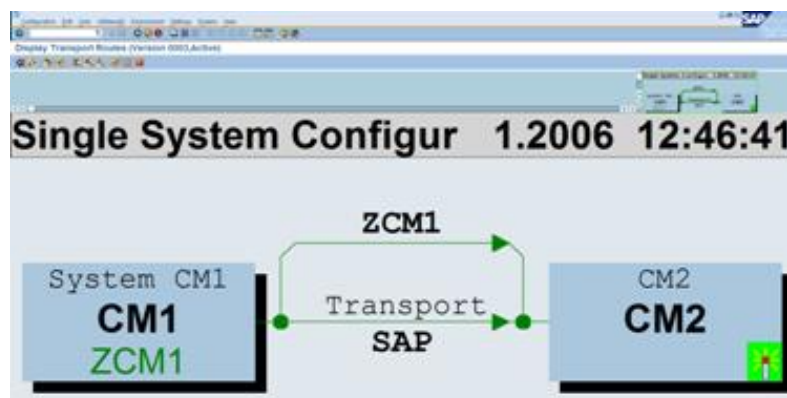 SAP
Display Transport Routes (Version 0003,Active)
Single System Configur 1.2006 12:46:41
ZCM1
System CM1
CM1
ZCM1
Transport
SAP
CM2
CM2